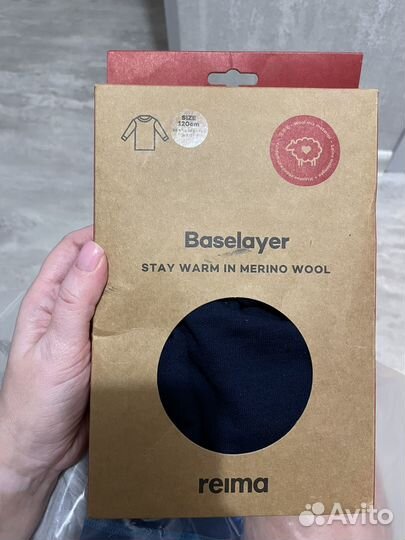 SIZE
120cm
Baselayer
STAY WARM IN MERINO WOOL
reima
Avito